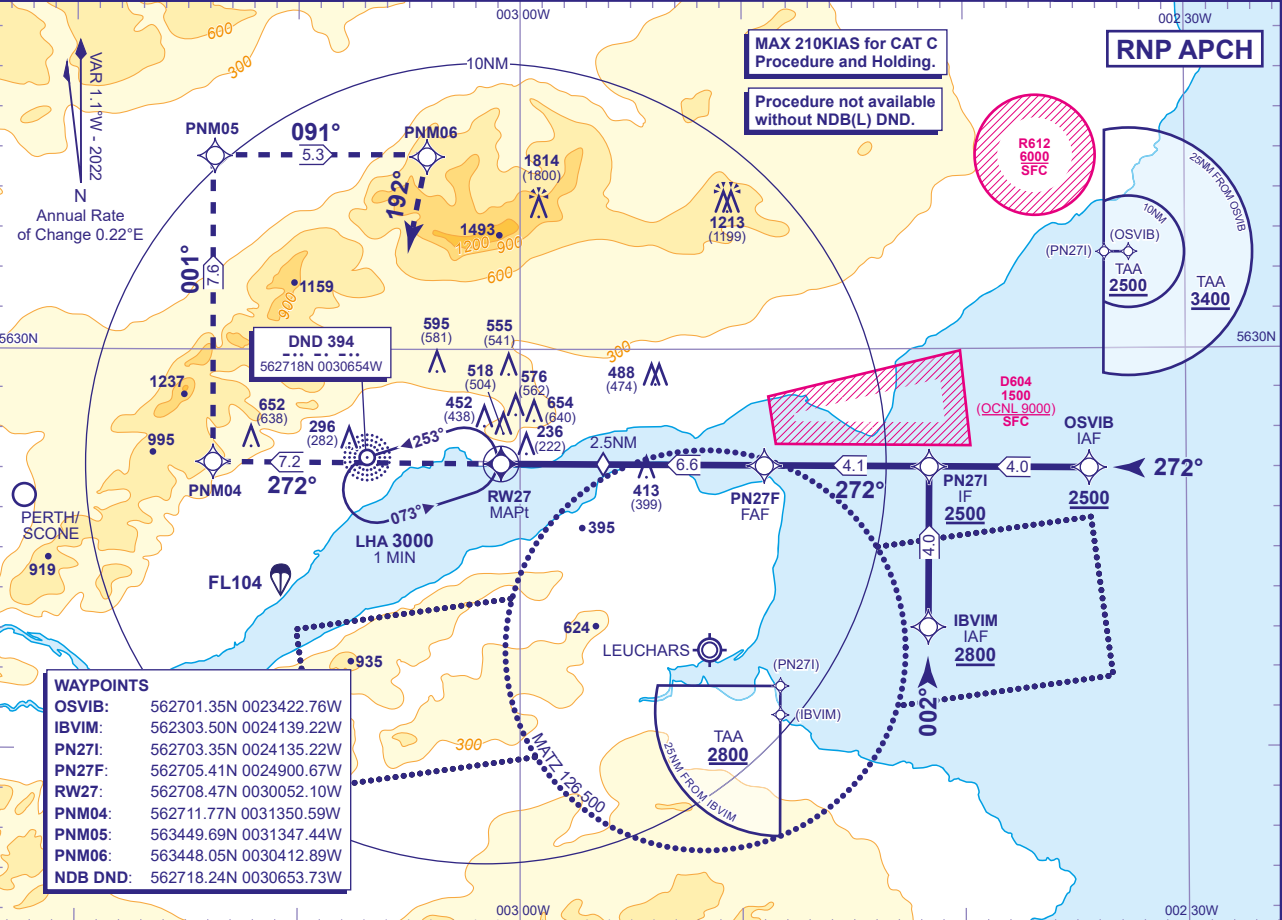 003 00W
002 30W
600
300
VAR 1.1°W - 2022
N
Annual Rate
of Change 0.22°E
10NM
MAX 210KIAS for CAT C
Procedure and Holding.
Procedure not available
without NDB(L) DND.
RNP APCH
PNM05
091°
5.3
PNM06
192°
1814
(1800)
1493
1200
900
600
1213
(1199)
R612
6000
SFC
25NM FROM OSVIB
10NM
(OSVIB)
(PN27I)
TAA
2500
TAA
3400
001°
7.6
1159
900
5630N
5630N
DND 394
562718N 0030654W
595
(581)
555
(541)
300
518
(504)
576
(562)
488
(474)
452
(438)
654
(640)
236
(222)
1237
652
(638)
296
(282)
995
D604
1500
(OCNL 9000)
SFC
OSVIB
IAF
2500
272°
253°
2.5NM
7.2
272°
PNM04
6.6
4.1
4.0
RW27
MAPt
413
(399)
PN27F
FAF
272°
PN27I
IF
2500
PERTH/
SCONE
073°
LHA 3000
1 MIN
395
919
FL104
4.0
624
IBVIM
IAF
2800
LEUCHARS
935
(PN27I)
(IBVIM)
TAA
2800
25NM FROM IBVIM
002°
300
MATZ 126.500
WAYPOINTS
OSVIB: 562701.35N 0023422.76W
IBVIM: 562303.50N 0024139.22W
PN27I: 562703.35N 0024135.22W
PN27F: 562705.41N 0024900.67W
RW27: 562708.47N 0030052.10W
PNM04: 562711.77N 0031350.59W
PNM05: 563449.69N 0031347.44W
PNM06: 563448.05N 0030412.89W
NDB DND: 562718.24N 0030653.73W
003 00W
002 30W